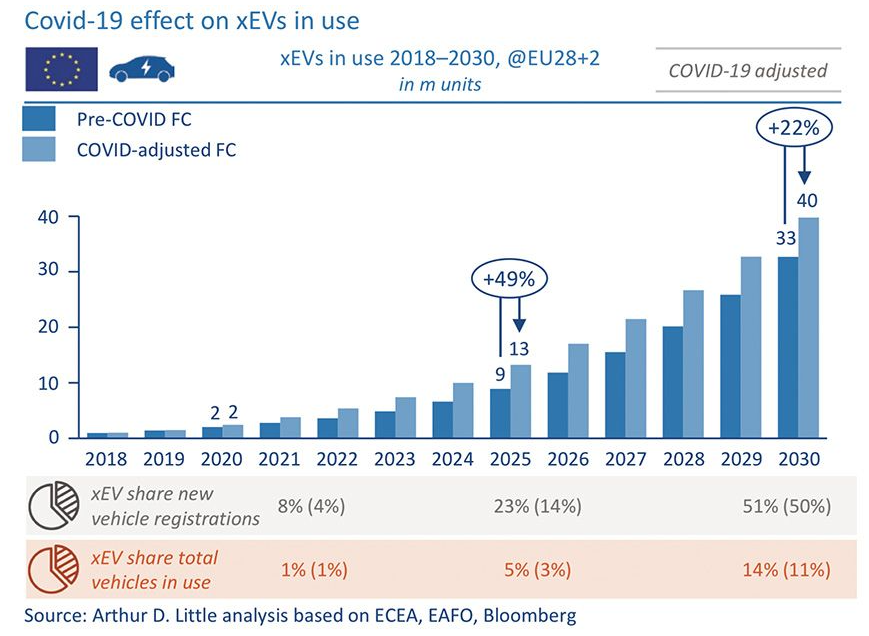 Covid-19 effect on xEVs in use
xEVs in use 2018–2030, @EU28+2
in m units
COVID-19 adjusted
Pre-COVID FC
COVID-adjusted FC
+22%
40
33
+49%
13
9
2 2
40
30
20
10
0
2018 2019 2020 2021 2022 2023 2024 2025 2026 2027 2028 2029 2030
xEV share new
vehicle registrations
8% (4%) 23% (14%) 51% (50%)
xEV share total
vehicles in use
1% (1%) 5% (3%) 14% (11%)
Source: Arthur D. Little analysis based on ECEA, EAFO, Bloomberg